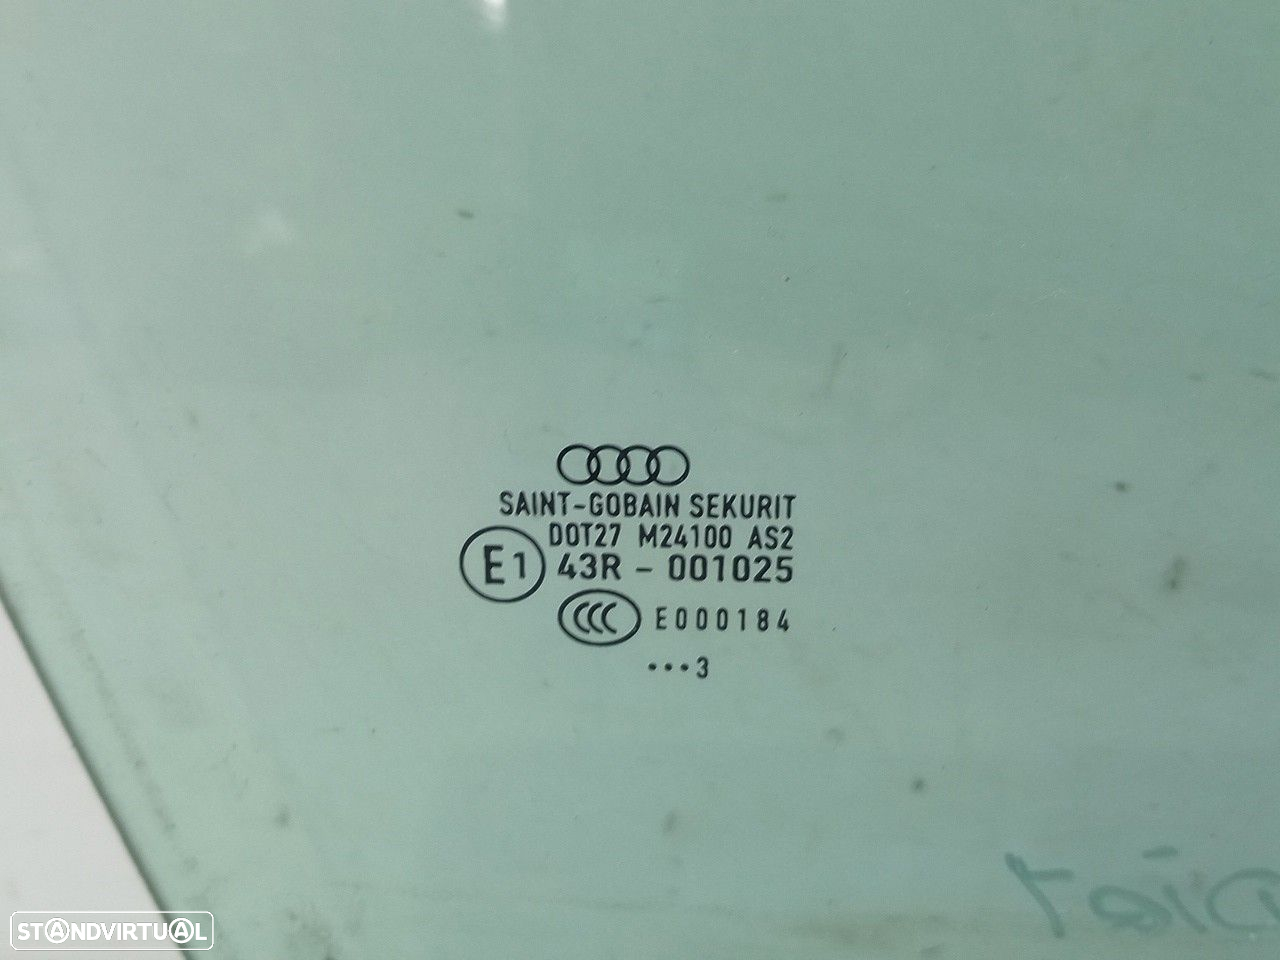 SAINT-GOBAIN SEKURIT
DOT27 M24100 AS2
E1 43R - 001025
CCC E000184
•••3
STANDVIRTUAL